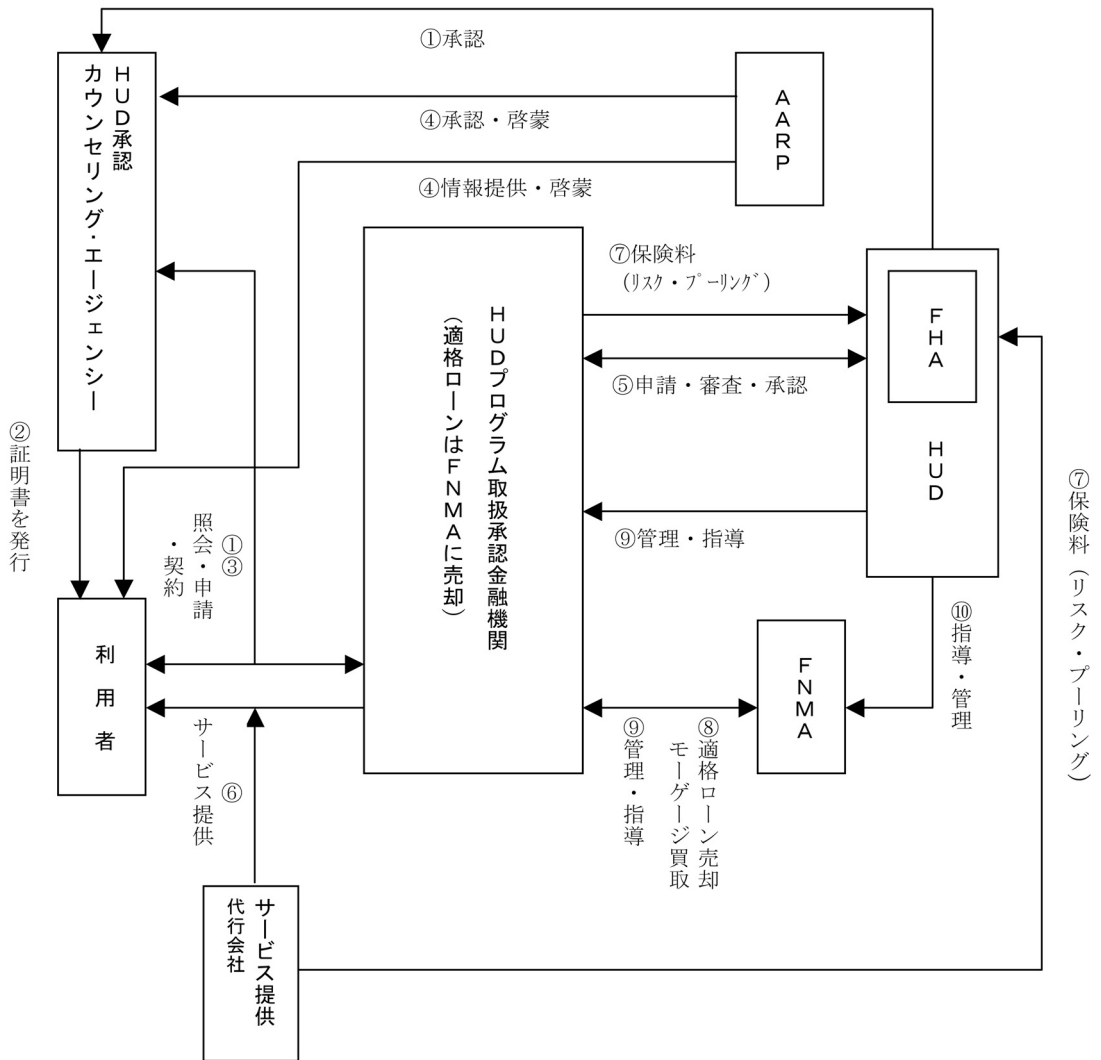 ①承認
HUD承認
カウンセリング・エージェンシー
AARP
④承認・啓蒙
④情報提供・啓蒙
⑦保険料
（リスク・プーリング）
HUDプログラム取扱承認金融機関
（適格ローンはFNMAに売却）
FHA
HUD
⑤申請・審査・承認
②証明書を発行
①③
照会・申請
・契約
⑨管理・指導
⑦保険料（リスク・プーリング）
⑩指導・管理
利用者
FNMA
⑥
サービス提供
⑧適格ローン売却
モーゲージ買取
⑨管理・指導
サービス提供
代行会社